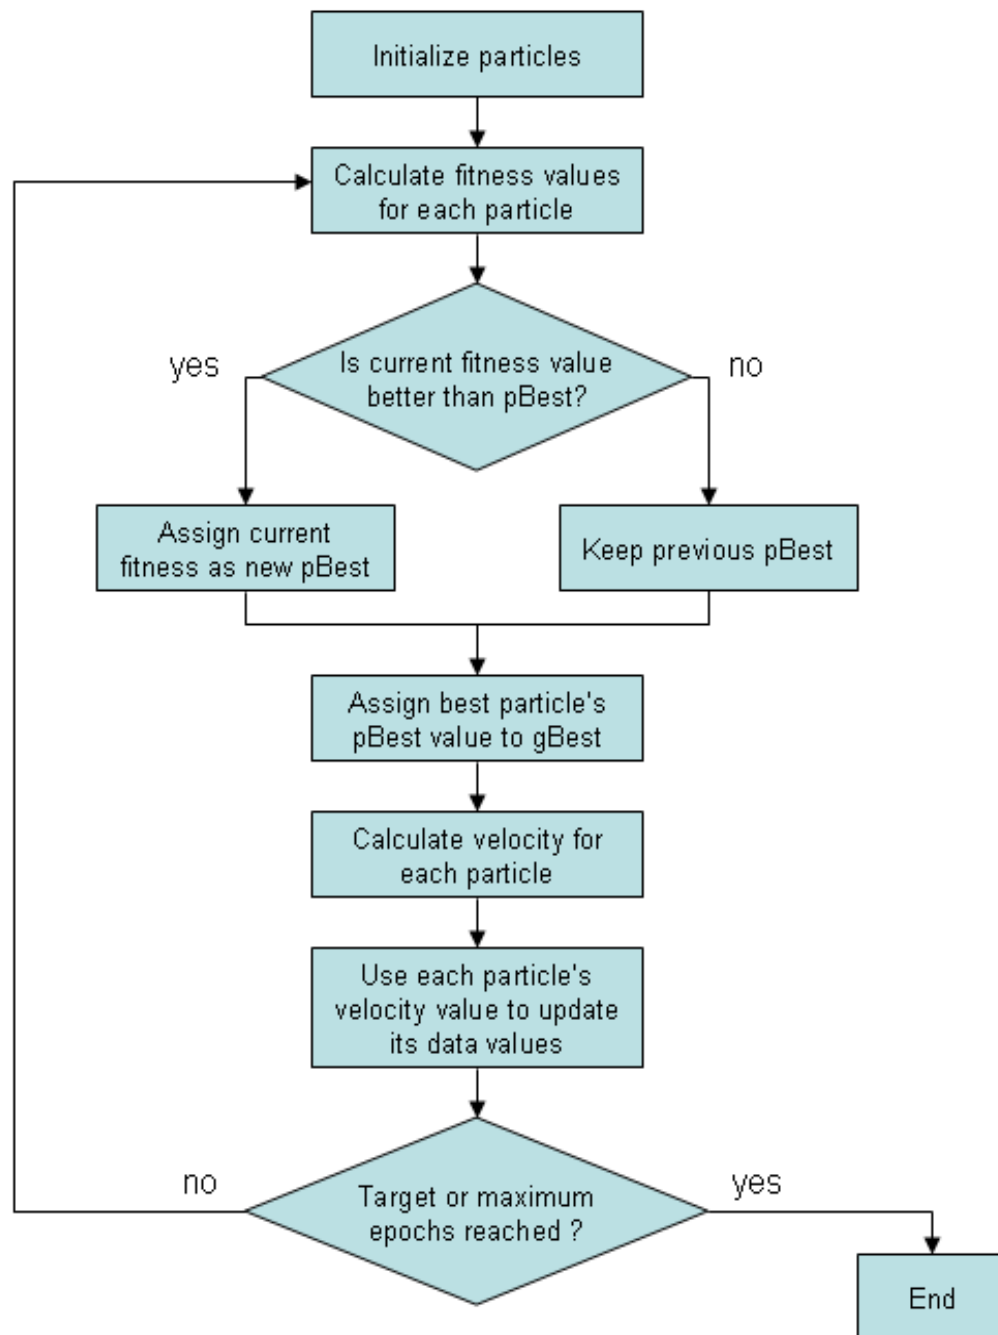 Initialize particles
Calculate fitness values
for each particle
yes
Is current fitness value
better than pBest?
no
Assign current
fitness as new pBest
Keep previous pBest
Assign best particle's
pBest value to gBest
Calculate velocity for
each particle
Use each particle's
velocity value to update
its data values
no
Target or maximum
epochs reached ?
yes
End